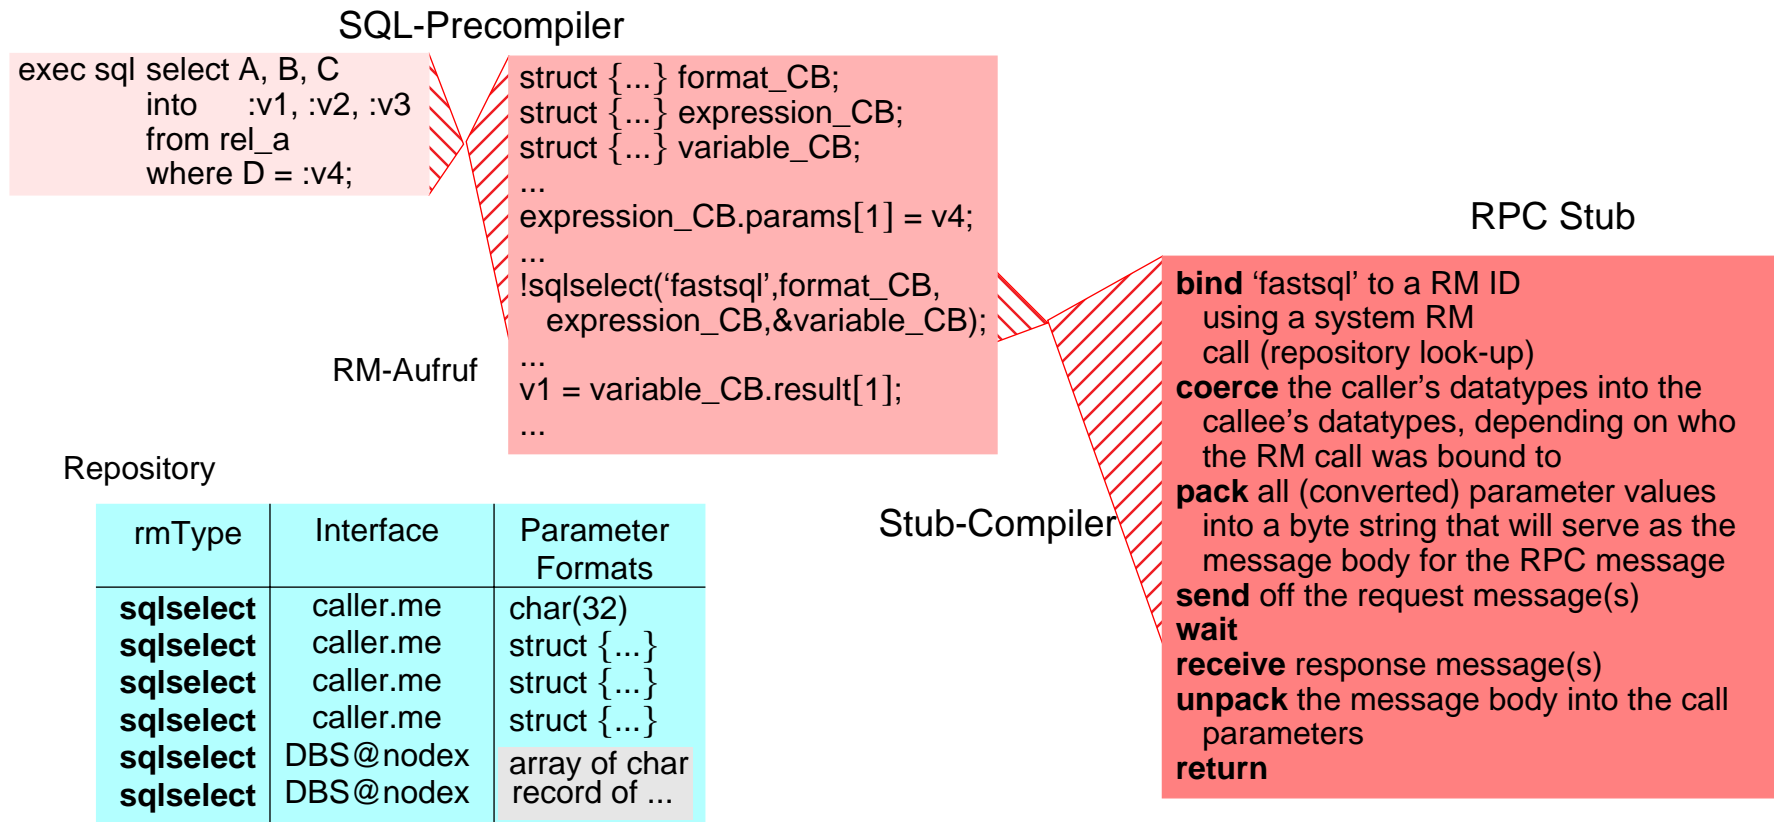 SQL-Precompiler
exec sql select A, B, C
into :v1, :v2, :v3
from rel_a
where D = :v4;
struct {...} format_CB;
struct {...} expression_CB;
struct {...} variable_CB;
...
expression_CB.params[1] = v4;
...
!sqlselect(‘fastsql’,format_CB,
expression_CB,&variable_CB);
...
v1 = variable_CB.result[1];
...
RM-Aufruf
RPC Stub
bind ‘fastsql’ to a RM ID
using a system RM
call (repository look-up)
coerce the caller’s datatypes into the
callee’s datatypes, depending on who
the RM call was bound to
pack all (converted) parameter values
into a byte string that will serve as the
message body for the RPC message
send off the request message(s)
wait
receive response message(s)
unpack the message body into the call
parameters
return
Stub-Compiler
Repository
rmType Interface Parameter
Formats
sqlselect caller.me char(32)
sqlselect caller.me struct {...}
sqlselect caller.me struct {...}
sqlselect caller.me struct {...}
sqlselect DBS@nodex array of char
sqlselect DBS@nodex record of ...